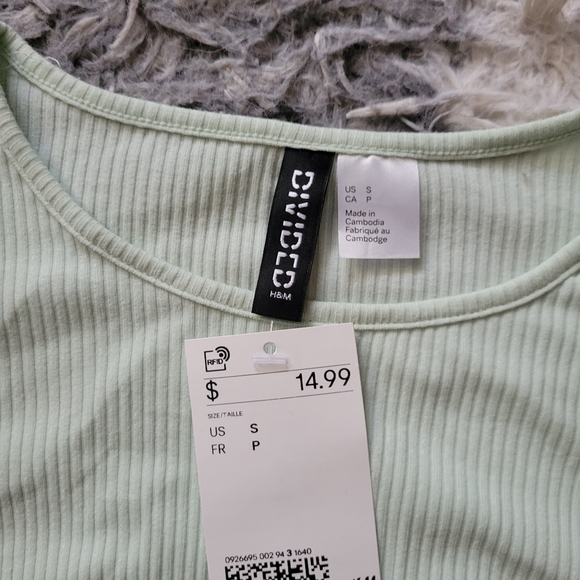 DIVIDED
H&M
US S
CA P
Made in
Cambodia
Fabriqué au
Cambodge
RFID
$ 14.99
SIZE/TAILLE
US S
FR P
0926695 002 94 3 1640